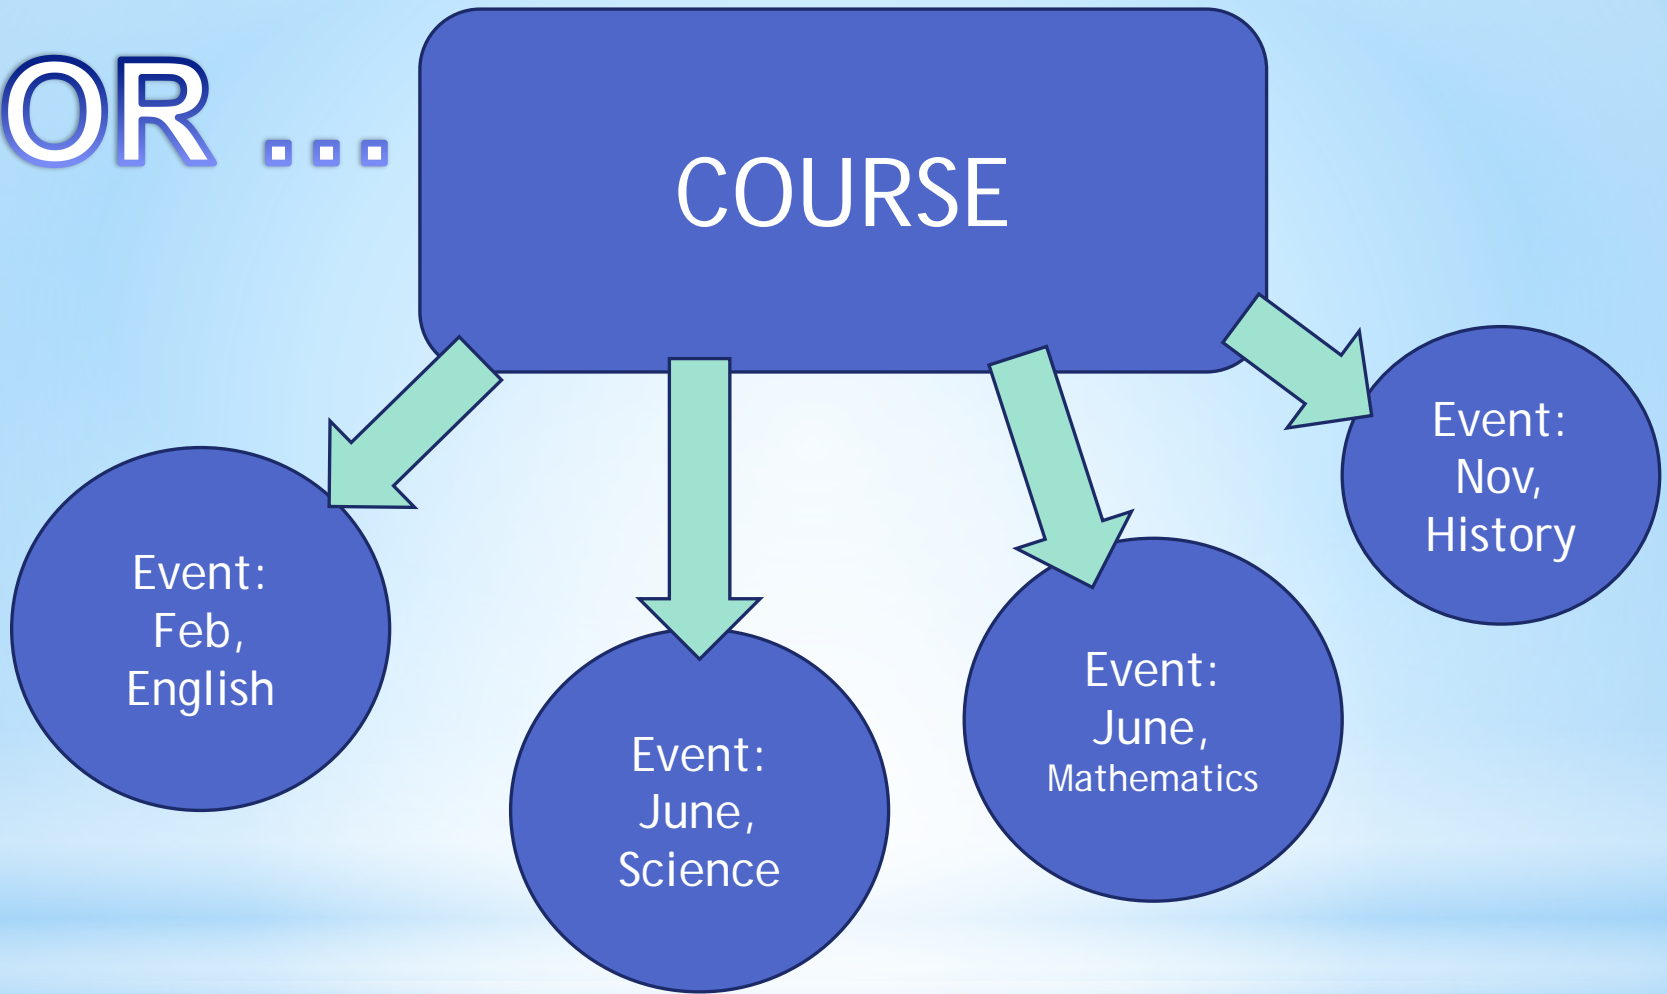 OR ...
COURSE
Event:
Feb,
English
Event:
June,
Science
Event:
June,
Mathematics
Event:
Nov,
History